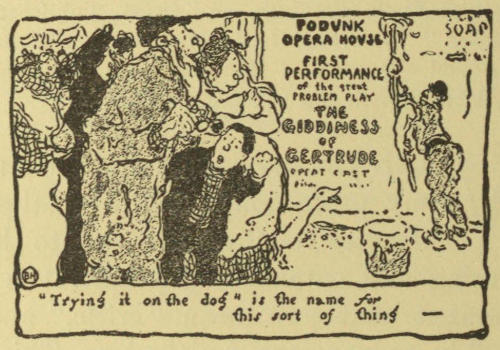 PODUNK
OPERA HOUSE
FIRST
PERFORMANCE
of the great
PROBLEM PLAY
THE
GIDDINESS
OF
GERTRUDE
GREAT CAST
SOAP
"Trying it on the dog" is the name for
this sort of thing —